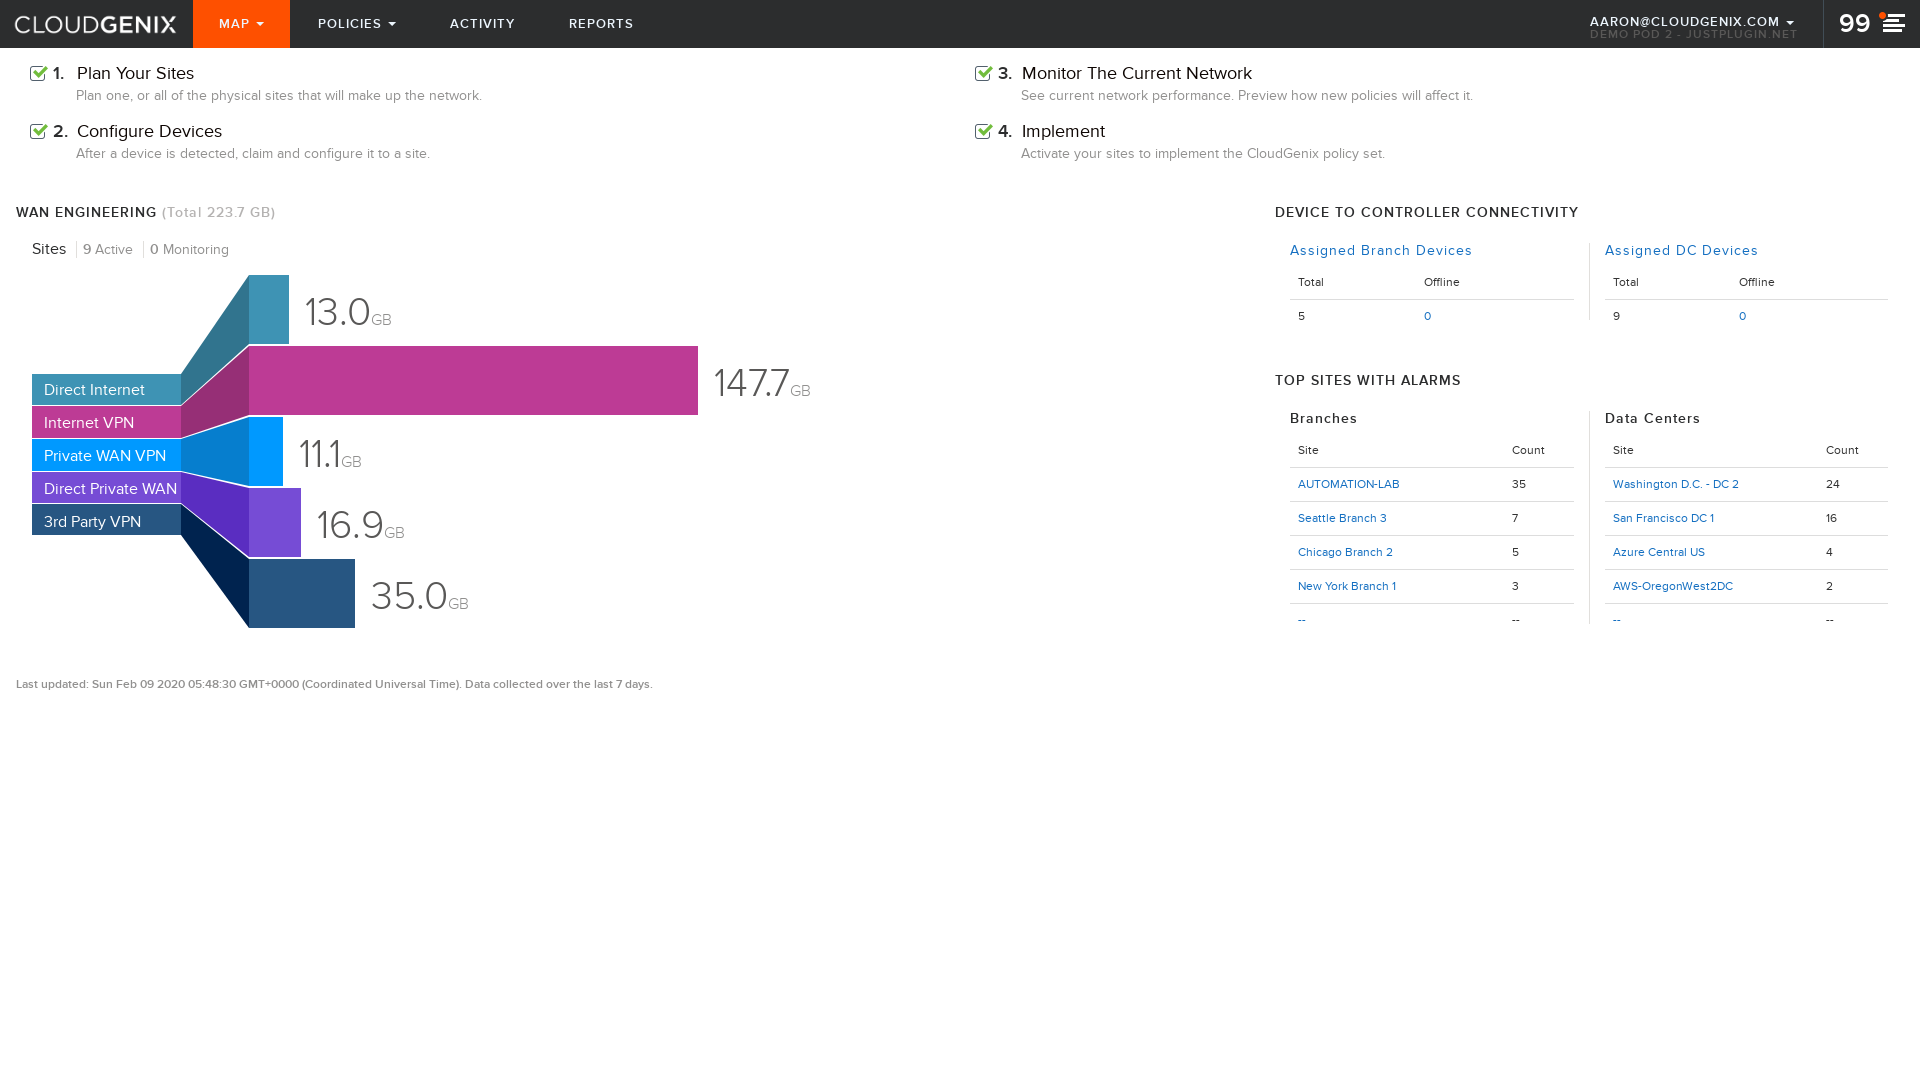 CLOUDGENIX
MAP
POLICIES
ACTIVITY
REPORTS
AARON@CLOUDGENIX.COM
DEMO POD 2 - JUSTPLUGIN.NET
99
1. Plan Your Sites
Plan one, or all of the physical sites that will make up the network.
2. Configure Devices
After a device is detected, claim and configure it to a site.
3. Monitor The Current Network
See current network performance. Preview how new policies will affect it.
4. Implement
Activate your sites to implement the CloudGenix policy set.
WAN ENGINEERING (Total 223.7 GB)
Sites 9 Active 0 Monitoring
Direct Internet
Internet VPN
Private WAN VPN
Direct Private WAN
3rd Party VPN
13.0GB
147.7GB
11.1GB
16.9GB
35.0GB
Last updated: Sun Feb 09 2020 05:48:30 GMT+0000 (Coordinated Universal Time). Data collected over the last 7 days.
DEVICE TO CONTROLLER CONNECTIVITY
Assigned Branch Devices
Total Offline
5 0
Assigned DC Devices
Total Offline
9 0
TOP SITES WITH ALARMS
Branches
Site Count
AUTOMATION-LAB 35
Seattle Branch 3 7
Chicago Branch 2 5
New York Branch 1 3
-- --
Data Centers
Site Count
Washington D.C. - DC 2 24
San Francisco DC 1 16
Azure Central US 4
AWS-OregonWest2DC 2
-- --